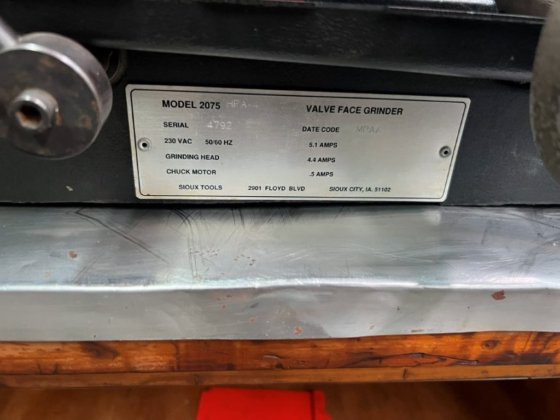 MODEL 2075 HPA-4 VALVE FACE GRINDER
SERIAL 4792 DATE CODE
230 VAC 50/60 HZ 5.1 AMPS
GRINDING HEAD 4.4 AMPS
CHUCK MOTOR .5 AMPS
SIOUX TOOLS 2901 FLOYD BLVD SIOUX CITY, IA. 51102